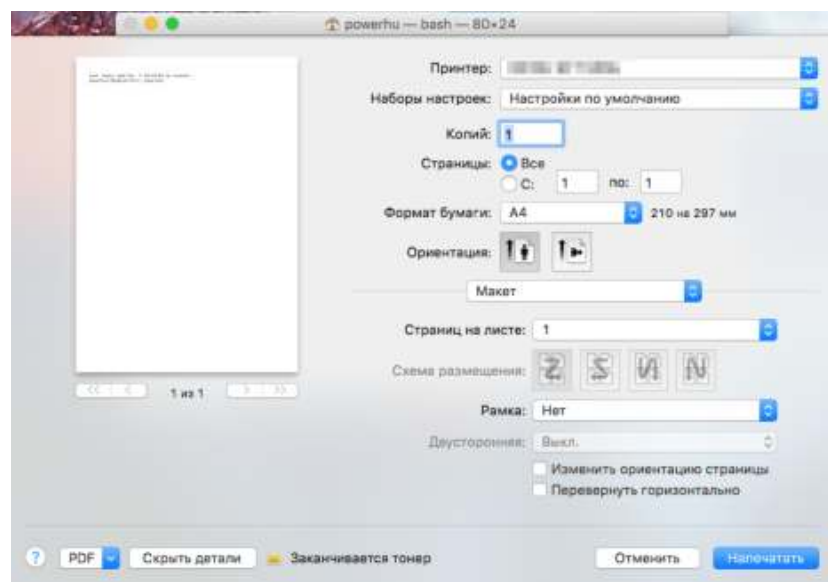 powerhu — bash — 80×24
Принтер:
Наборы настроек: Настройки по умолчанию
Копий: 1
Страницы: Все
С: 1 по: 1
Формат бумаги: A4 210 на 297 мм
Ориентация:
Макет
Страниц на листе: 1
Схема размещения:
1 из 1
Рамка: Нет
Двусторонняя: Выкл.
Изменить ориентацию страницы
Перевернуть горизонтально
? PDF Скрыть детали Заканчивается тонер Отменить Напечатать